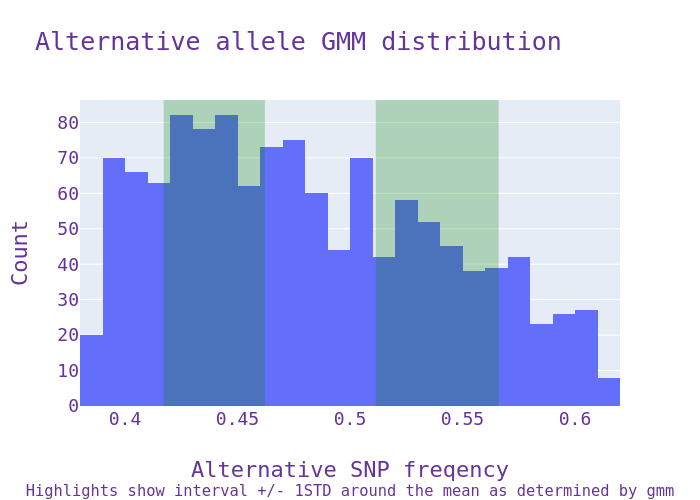 Alternative allele GMM distribution
Count
80
70
60
50
40
30
20
10
0
0.4 0.45 0.5 0.55 0.6
Alternative SNP freqency
Highlights show interval +/- 1STD around the mean as determined by gmm